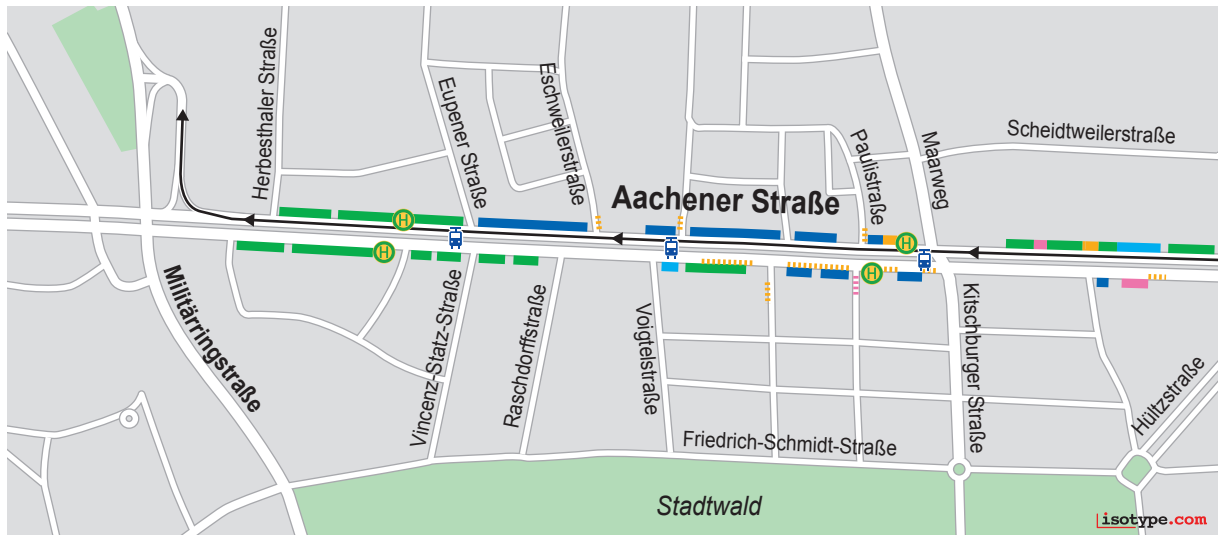 Herbesthaler Straße
Eupener Straße
Eschweilerstraße
Aachener Straße
Paulistraße
Maarweg
Scheidtweilerstraße
H
H
H
H
Militärringstraße
Vincenz-Statz-Straße
Raschdorffstraße
Voigtelstraße
Kitschburger Straße
Hültzstraße
Friedrich-Schmidt-Straße
Stadtwald
isotype.com